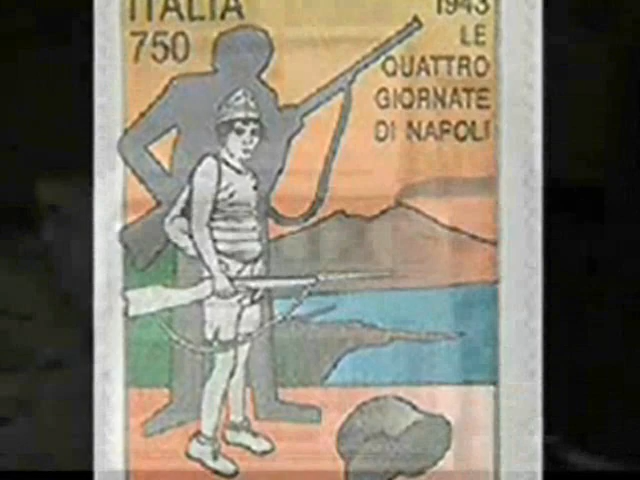 ITALIA
750
1943
LE
QUATTRO
GIORNATE
DI NAPOLI